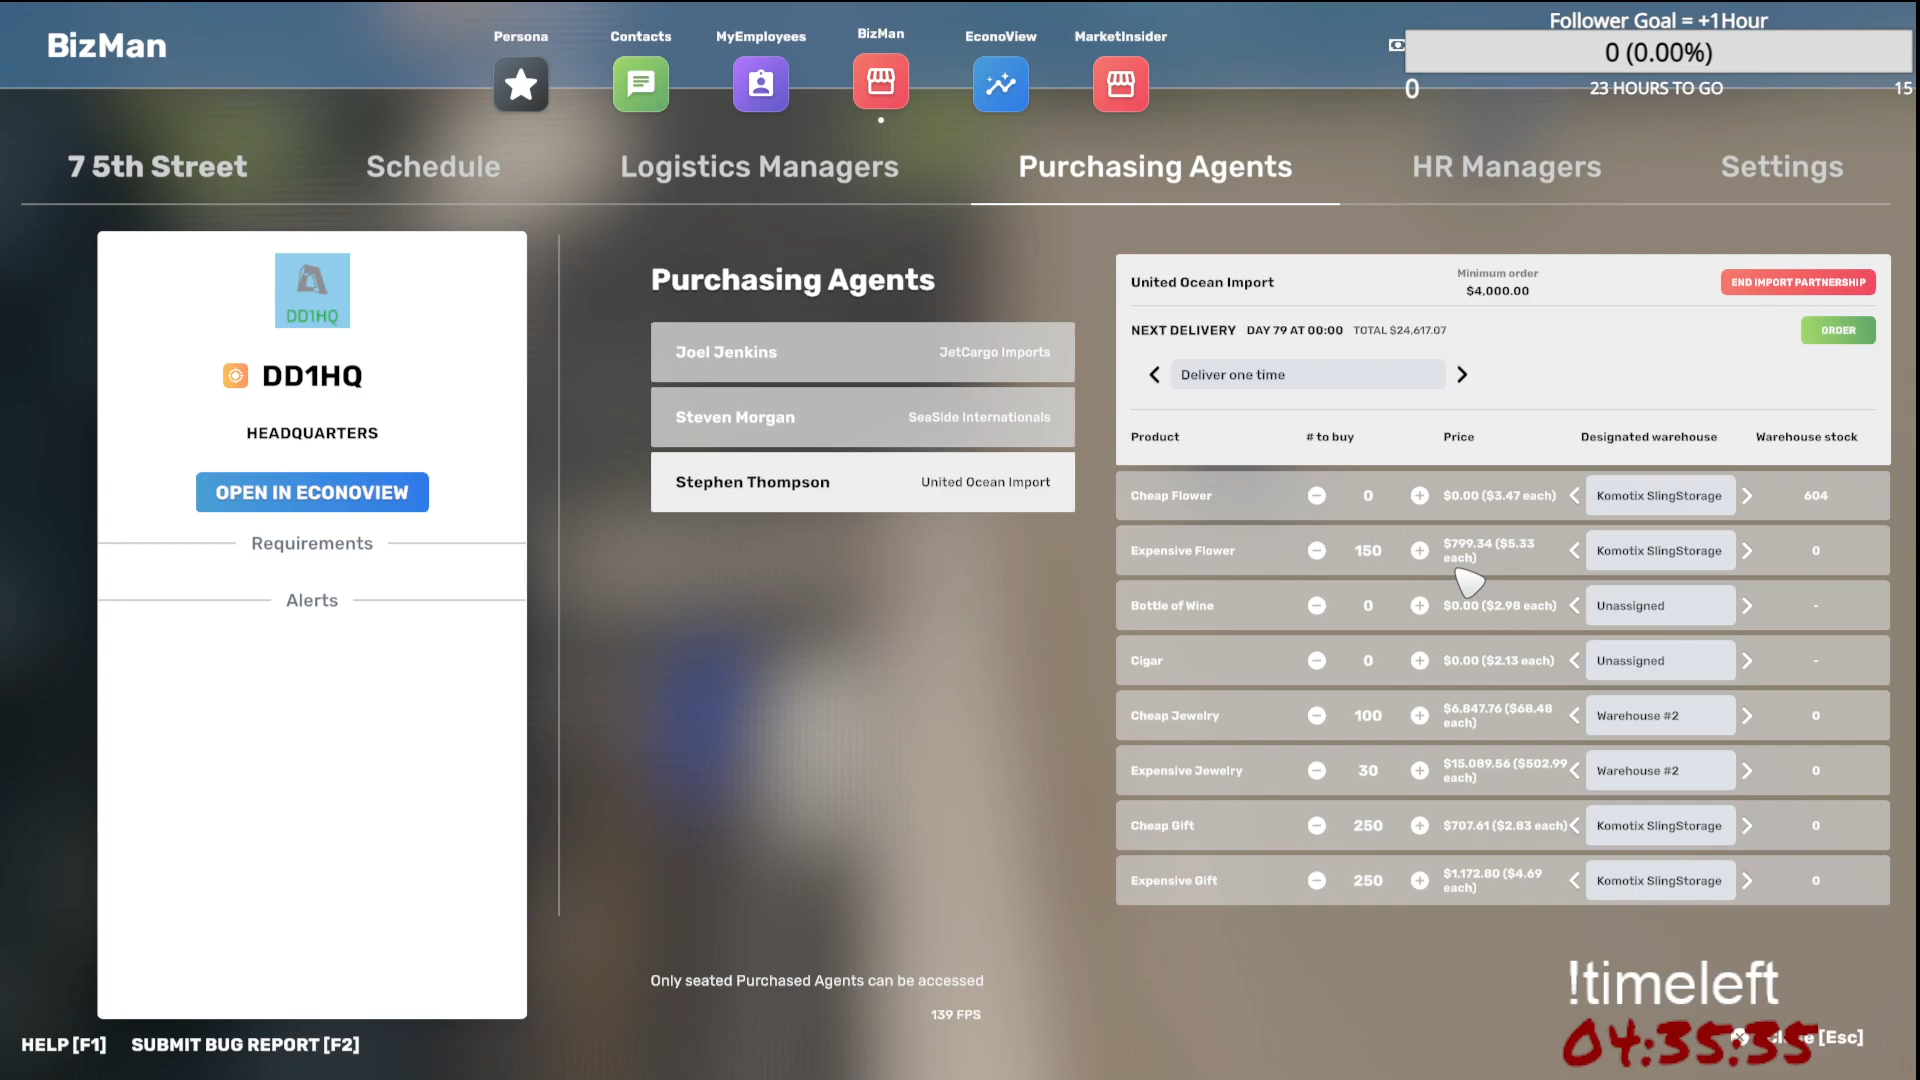 BizMan
Persona
Contacts
MyEmployees
BizMan
EconoView
MarketInsider
Follower Goal = +1Hour
0 (0.00%)
0
23 HOURS TO GO
15
7 5th Street
Schedule
Logistics Managers
Purchasing Agents
HR Managers
Settings
DD1HQ
DD1HQ
HEADQUARTERS
OPEN IN ECONOVIEW
Requirements
Alerts
Purchasing Agents
Joel Jenkins JetCargo Imports
Steven Morgan SeaSide Internationals
Stephen Thompson United Ocean Import
Only seated Purchased Agents can be accessed
139 FPS
United Ocean Import
Minimum order
$4,000.00
END IMPORT PARTNERSHIP
NEXT DELIVERY DAY 79 AT 00:00 TOTAL $24,617.07
ORDER
Deliver one time
Product # to buy Price Designated warehouse Warehouse stock
Cheap Flower 0 $0.00 ($3.47 each) Komotix SlingStorage 604
Expensive Flower 150 $799.34 ($5.33
each) Komotix SlingStorage 0
Bottle of Wine 0 $0.00 ($2.98 each) Unassigned -
Cigar 0 $0.00 ($2.13 each) Unassigned -
Cheap Jewelry 100 $6,847.76 ($68.48
each) Warehouse #2 0
Expensive Jewelry 30 $15,089.56 ($502.99
each) Warehouse #2 0
Cheap Gift 250 $707.61 ($2.83 each) Komotix SlingStorage 0
Expensive Gift 250 $1,172.80 ($4.69
each) Komotix SlingStorage 0
!timeleft
04:35:35
[Esc]
HELP [F1]
SUBMIT BUG REPORT [F2]